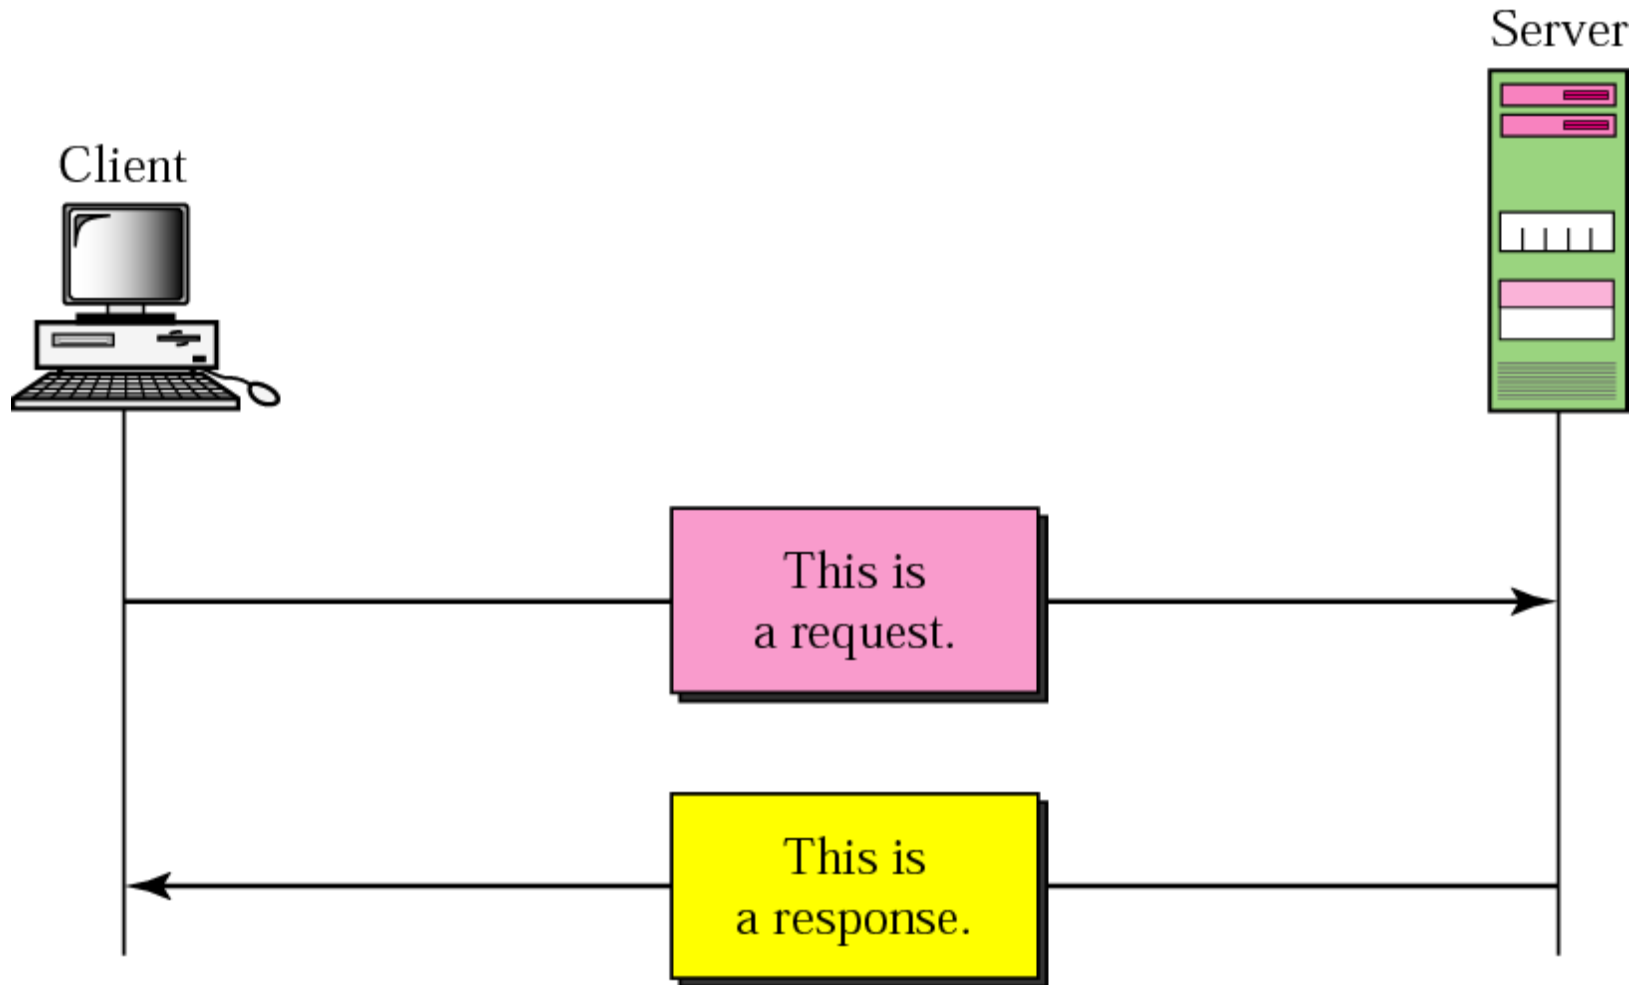 Server
Client
This is
a request.
This is
a response.